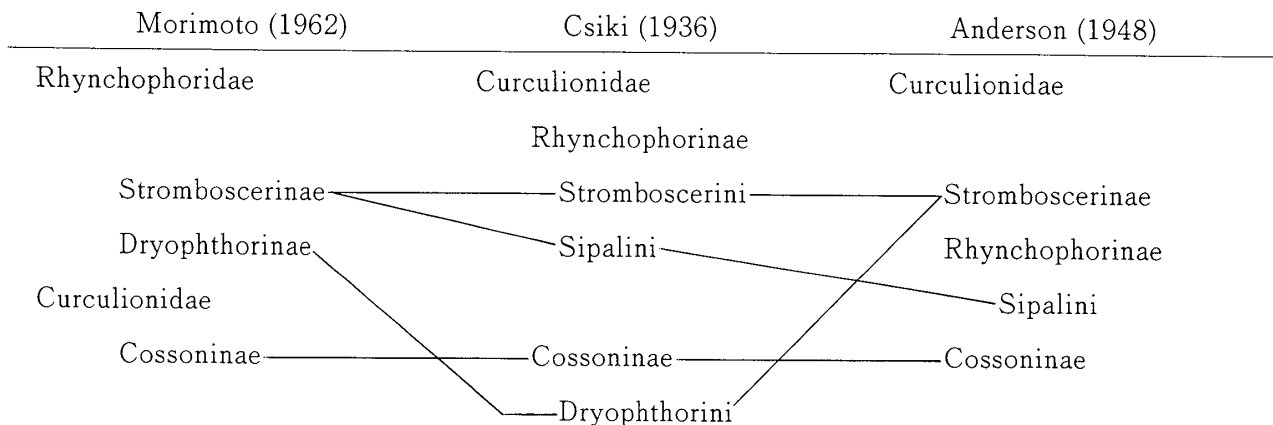 Morimoto (1962) Csiki (1936) Anderson (1948)
Rhynchophoridae Curculionidae Curculionidae
Rhynchophorinae
Stromboscerinae Stromboscerini Stromboscerinae
Dryophthorinae Sipalini Rhynchophorinae
Curculionidae Sipalini
Cossoninae Cossoninae Cossoninae
Dryophthorini